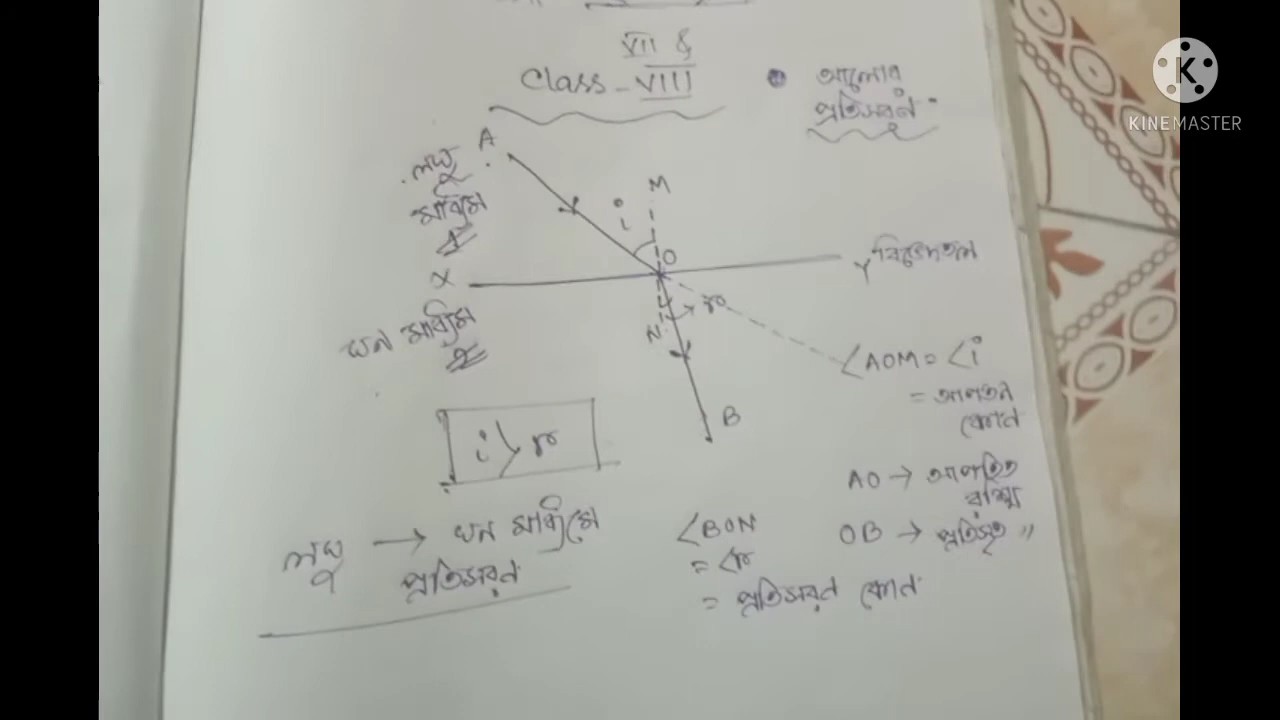 VII &
Class - VIII
আলোর
প্রতিসরণ
A
লঘু
মাধ্যম
M
i
O
X
Y বিভেদতল
ঘন মাধ্যম
r
N
∠AOM = ∠i
= আপতন
কোন
B
i > r
AO → আপতিত
রশ্মি
OB → প্রতিসৃত "
লঘু → ঘন মাধ্যমে
প্রতিসরণ
∠BON
= ∠r
= প্রতিসরণ কোন
K
KINEMASTER